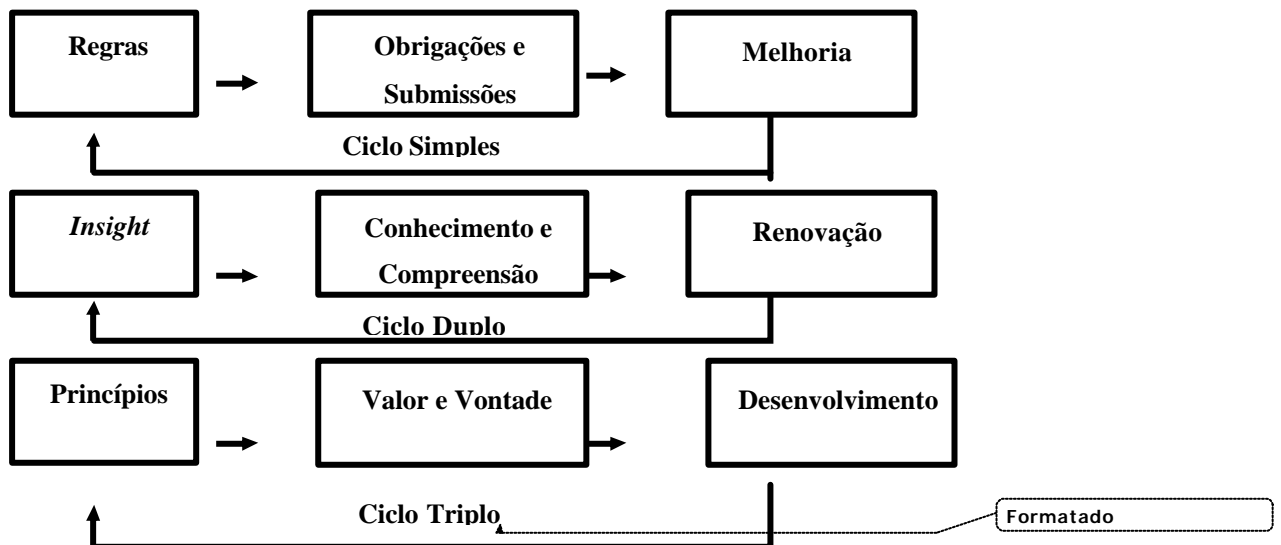 Regras
Obrigações e
Submissões
Melhoria
Ciclo Simples
Insight
Conhecimento e
Compreensão
Renovação
Ciclo Duplo
Princípios
Valor e Vontade
Desenvolvimento
Ciclo Triplo
Formatado